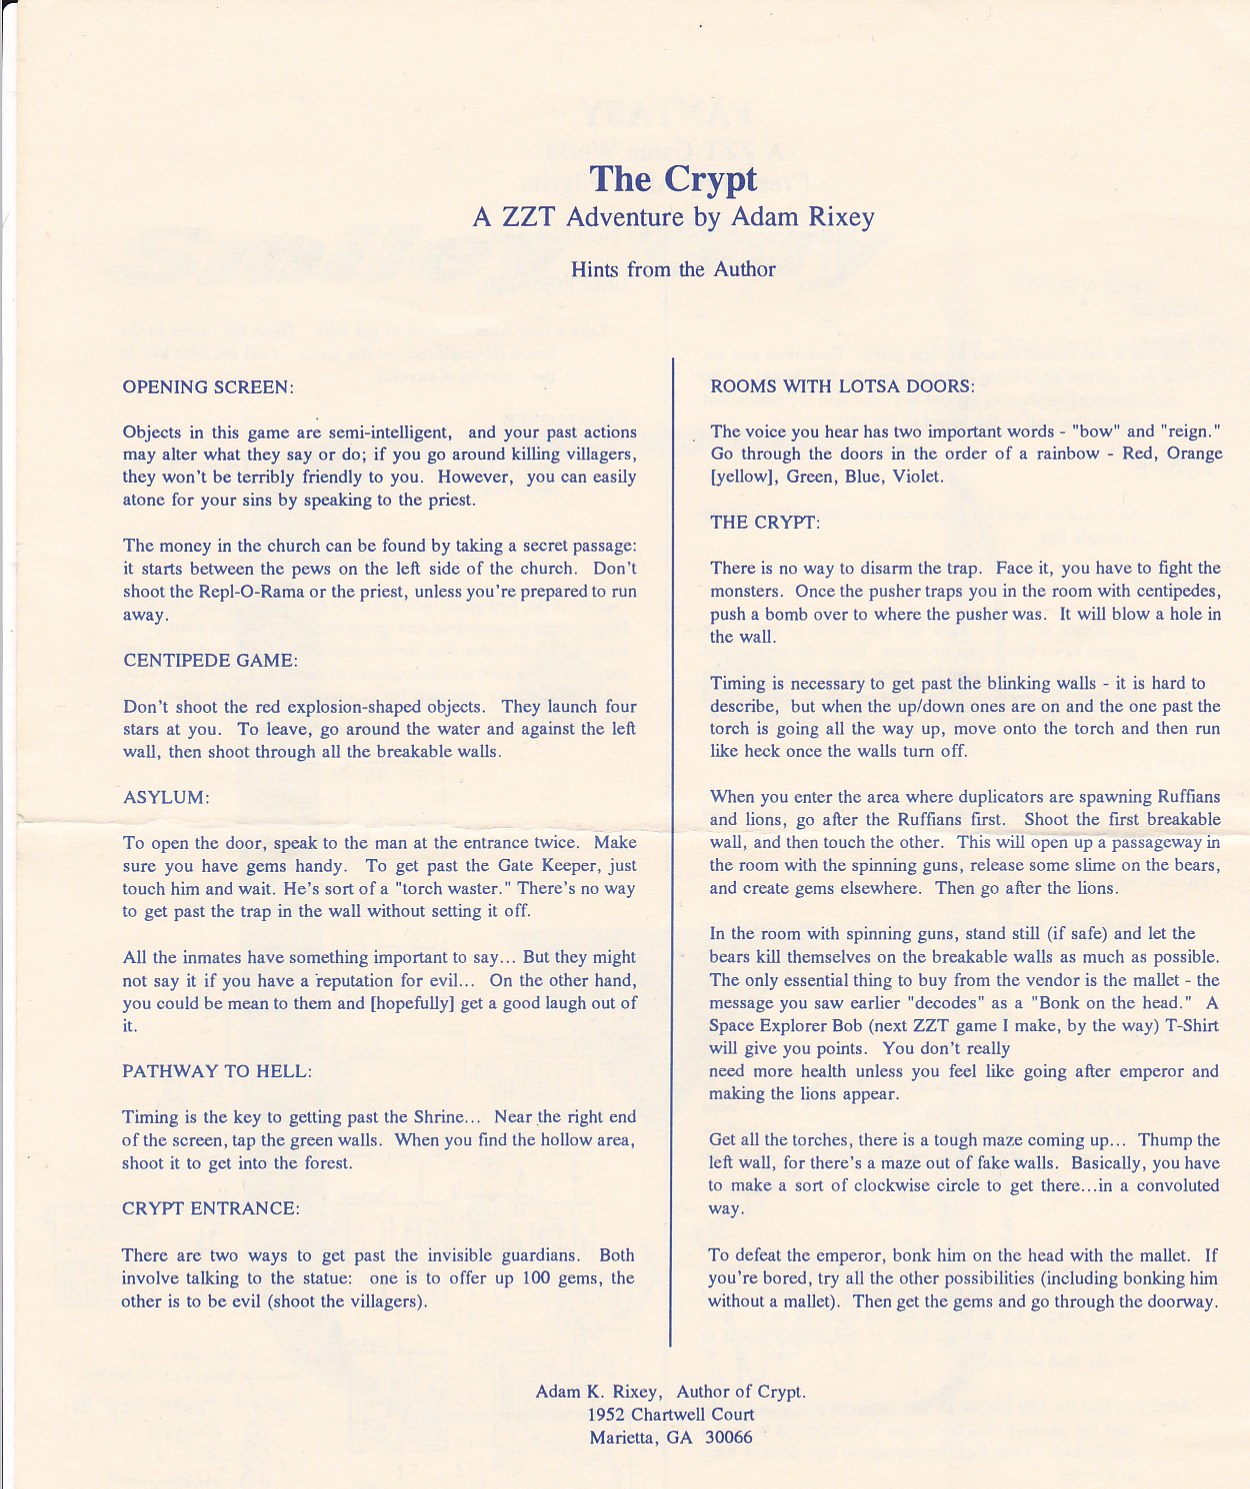 The Crypt
A ZZT Adventure by Adam Rixey
Hints from the Author
OPENING SCREEN:
Objects in this game are semi-intelligent, and your past actions
may alter what they say or do; if you go around killing villagers,
they won't be terribly friendly to you. However, you can easily
atone for your sins by speaking to the priest.
The money in the church can be found by taking a secret passage:
it starts between the pews on the left side of the church. Don't
shoot the Repl-O-Rama or the priest, unless you're prepared to run
away.
CENTIPEDE GAME:
Don't shoot the red explosion-shaped objects. They launch four
stars at you. To leave, go around the water and against the left
wall, then shoot through all the breakable walls.
ASYLUM:
To open the door, speak to the man at the entrance twice. Make
sure you have gems handy. To get past the Gate Keeper, just
touch him and wait. He's sort of a "torch waster." There's no way
to get past the trap in the wall without setting it off.
All the inmates have something important to say... But they might
not say it if you have a reputation for evil... On the other hand,
you could be mean to them and [hopefully] get a good laugh out of
it.
PATHWAY TO HELL:
Timing is the key to getting past the Shrine... Near the right end
of the screen, tap the green walls. When you find the hollow area,
shoot it to get into the forest.
CRYPT ENTRANCE:
There are two ways to get past the invisible guardians. Both
involve talking to the statue: one is to offer up 100 gems, the
other is to be evil (shoot the villagers).
ROOMS WITH LOTSA DOORS:
The voice you hear has two important words - "bow" and "reign."
Go through the doors in the order of a rainbow - Red, Orange
[yellow], Green, Blue, Violet.
THE CRYPT:
There is no way to disarm the trap. Face it, you have to fight the
monsters. Once the pusher traps you in the room with centipedes,
push a bomb over to where the pusher was. It will blow a hole in
the wall.
Timing is necessary to get past the blinking walls - it is hard to
describe, but when the up/down ones are on and the one past the
torch is going all the way up, move onto the torch and then run
like heck once the walls turn off.
When you enter the area where duplicators are spawning Ruffians
and lions, go after the Ruffians first. Shoot the first breakable
wall, and then touch the other. This will open up a passageway in
the room with the spinning guns, release some slime on the bears,
and create gems elsewhere. Then go after the lions.
In the room with spinning guns, stand still (if safe) and let the
bears kill themselves on the breakable walls as much as possible.
The only essential thing to buy from the vendor is the mallet - the
message you saw earlier "decodes" as a "Bonk on the head." A
Space Explorer Bob (next ZZT game I make, by the way) T-Shirt
will give you points. You don't really
need more health unless you feel like going after emperor and
making the lions appear.
Get all the torches, there is a tough maze coming up... Thump the
left wall, for there's a maze out of fake walls. Basically, you have
to make a sort of clockwise circle to get there...in a convoluted
way.
To defeat the emperor, bonk him on the head with the mallet. If
you're bored, try all the other possibilities (including bonking him
without a mallet). Then get the gems and go through the doorway.
Adam K. Rixey, Author of Crypt.
1952 Chartwell Court
Marietta, GA 30066